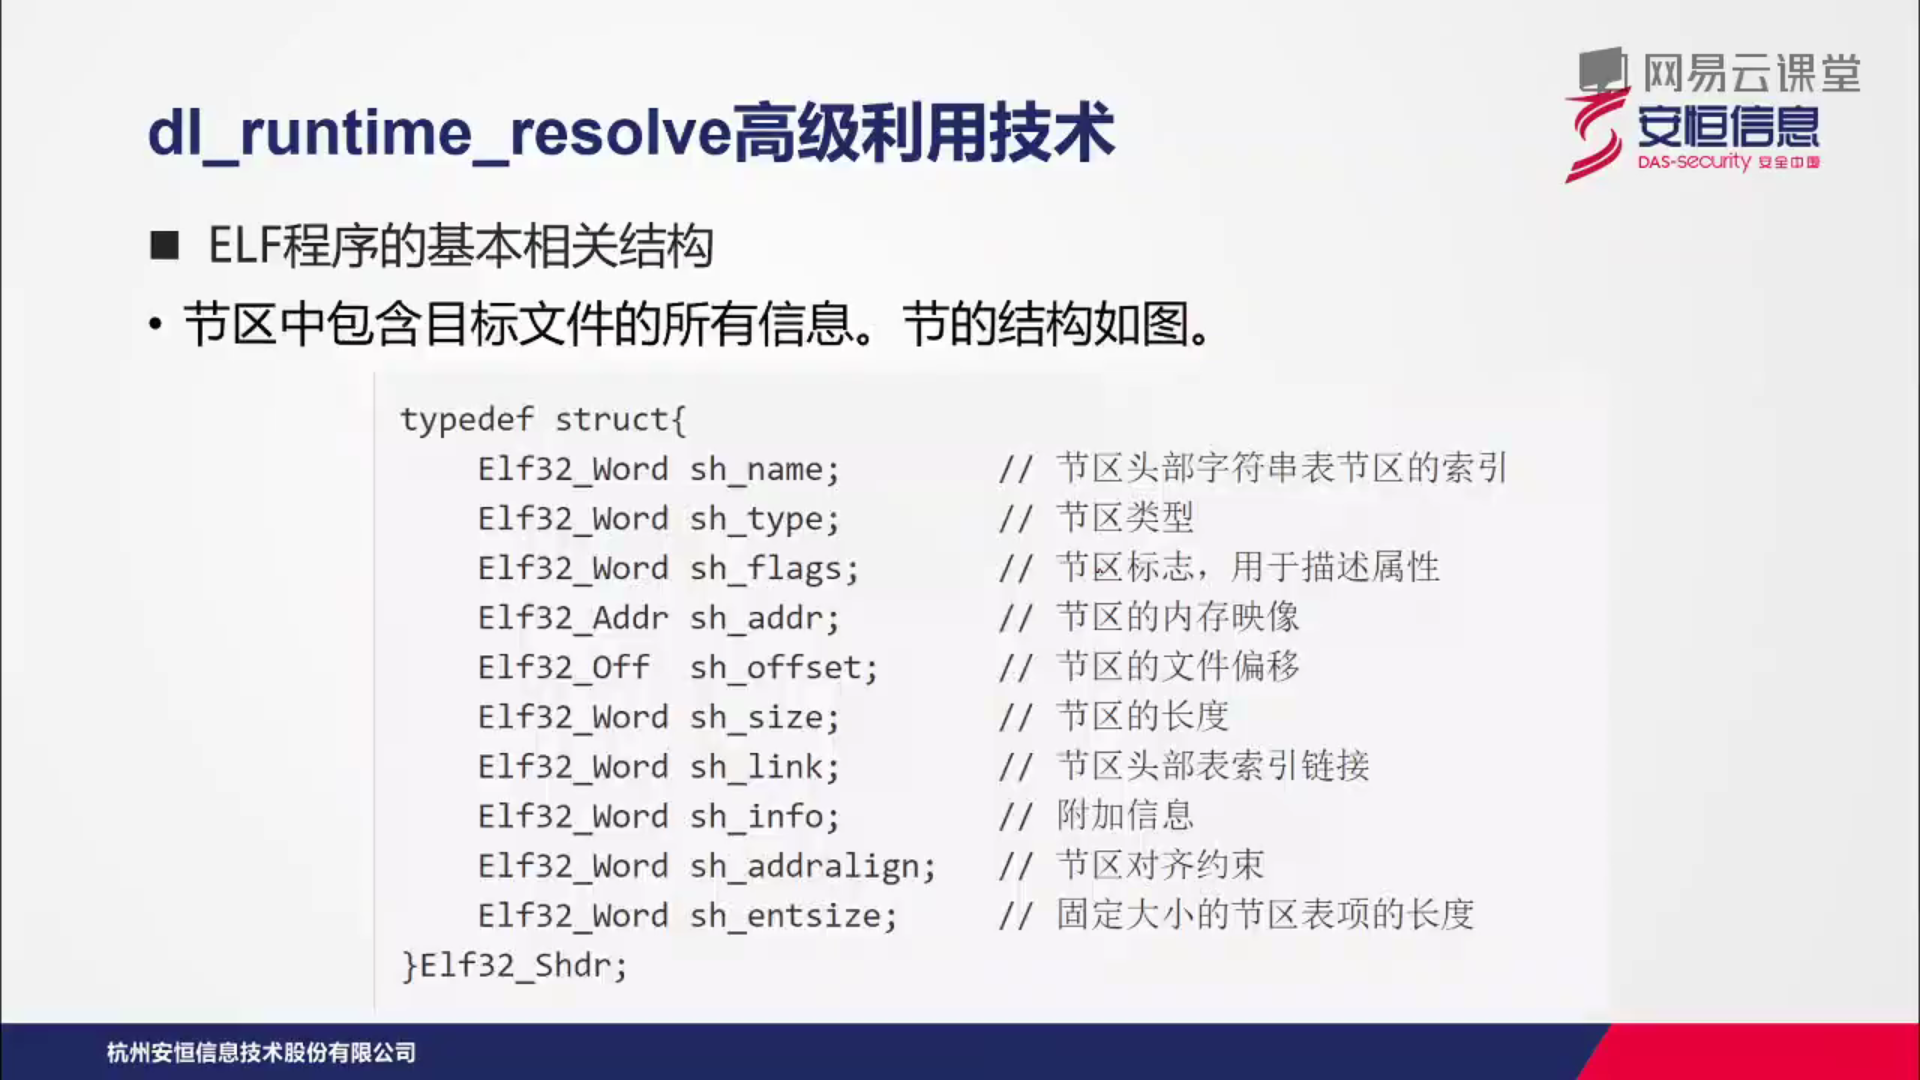 网易云课堂
安恒信息
DAS-security 安全中国
dl_runtime_resolve高级利用技术
■ ELF程序的基本相关结构
• 节区中包含目标文件的所有信息。节的结构如图。
typedef struct{
    Elf32_Word sh_name;        // 节区头部字符串表节区的索引
    Elf32_Word sh_type;        // 节区类型
    Elf32_Word sh_flags;       // 节区标志，用于描述属性
    Elf32_Addr sh_addr;        // 节区的内存映像
    Elf32_Off  sh_offset;      // 节区的文件偏移
    Elf32_Word sh_size;        // 节区的长度
    Elf32_Word sh_link;        // 节区头部表索引链接
    Elf32_Word sh_info;        // 附加信息
    Elf32_Word sh_addralign;   // 节区对齐约束
    Elf32_Word sh_entsize;     // 固定大小的节区表项的长度
}Elf32_Shdr;
杭州安恒信息技术股份有限公司